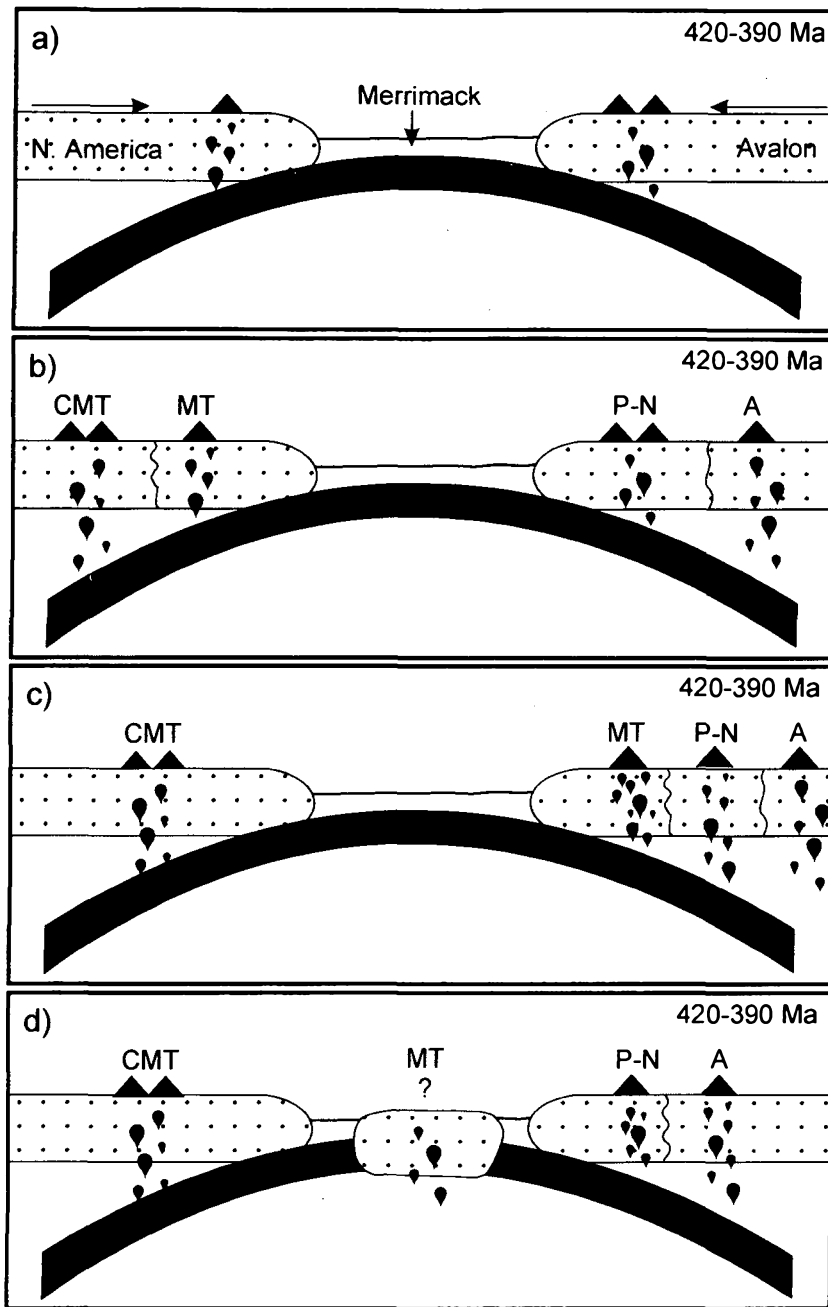 a) 420-390 Ma
Merrimack
N. America Avalon
b) 420-390 Ma
CMT MT P-N A
c) 420-390 Ma
CMT MT P-N A
d) 420-390 Ma
CMT MT P-N A
?